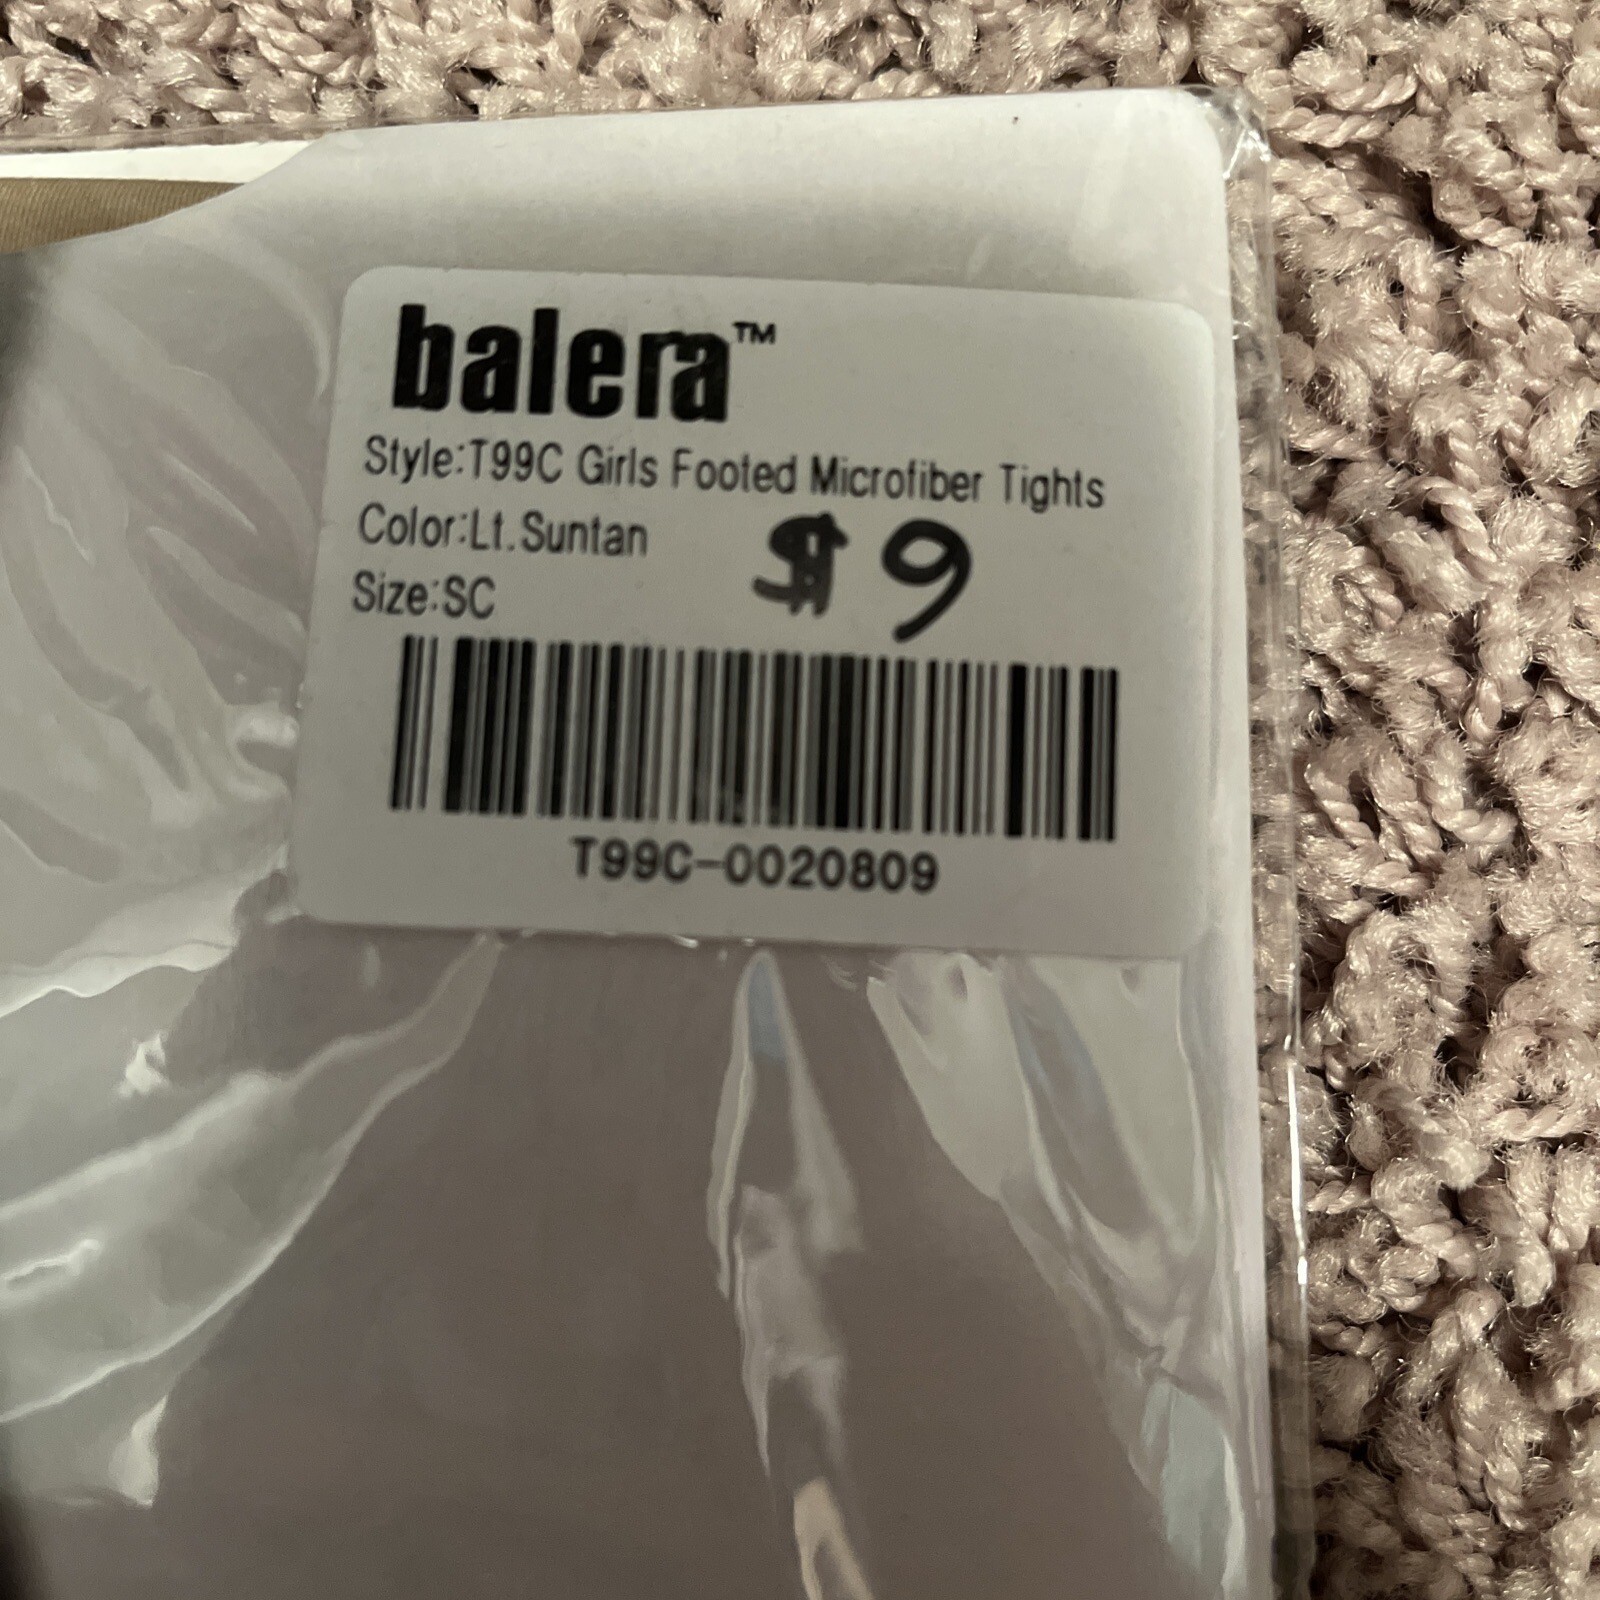 balera™
Style:T99C Girls Footed Microfiber Tights
Color:Lt.Suntan
$9
Size:SC
T99C-0020809